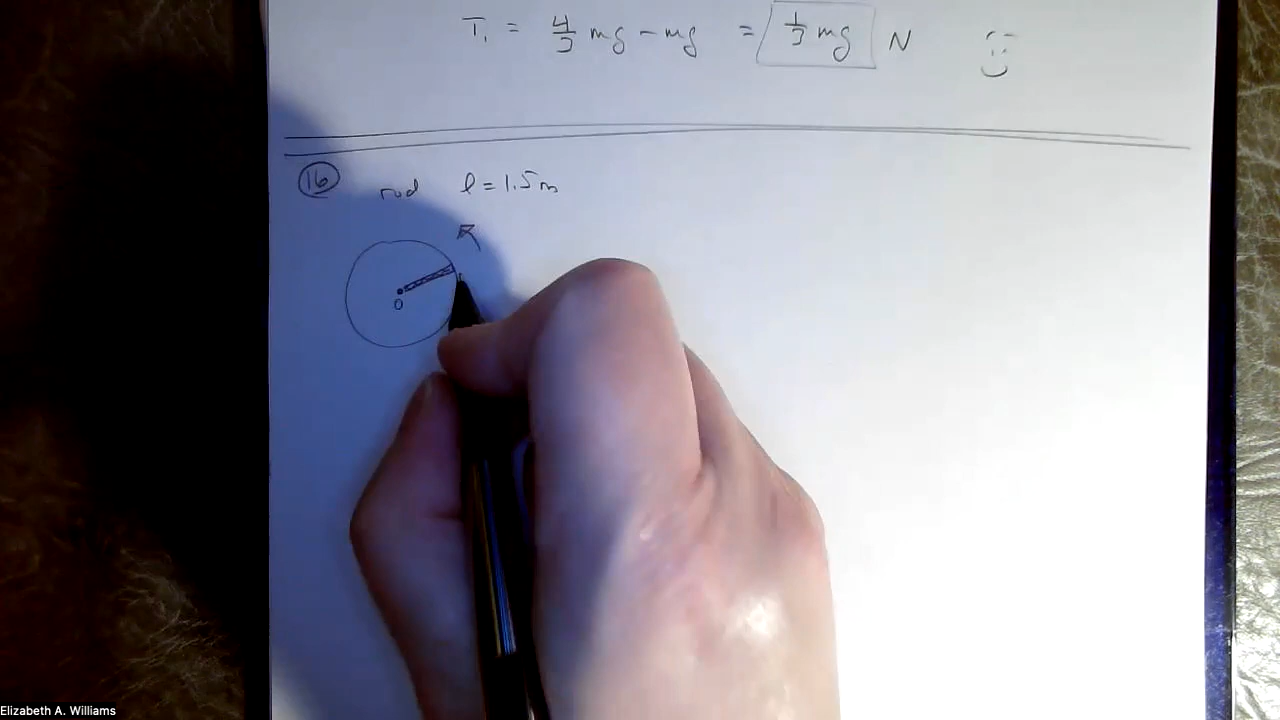 T₁ = 4/3 mg - mg = 1/3 mg N
16 rod l = 1.5 m
O
Elizabeth A. Williams